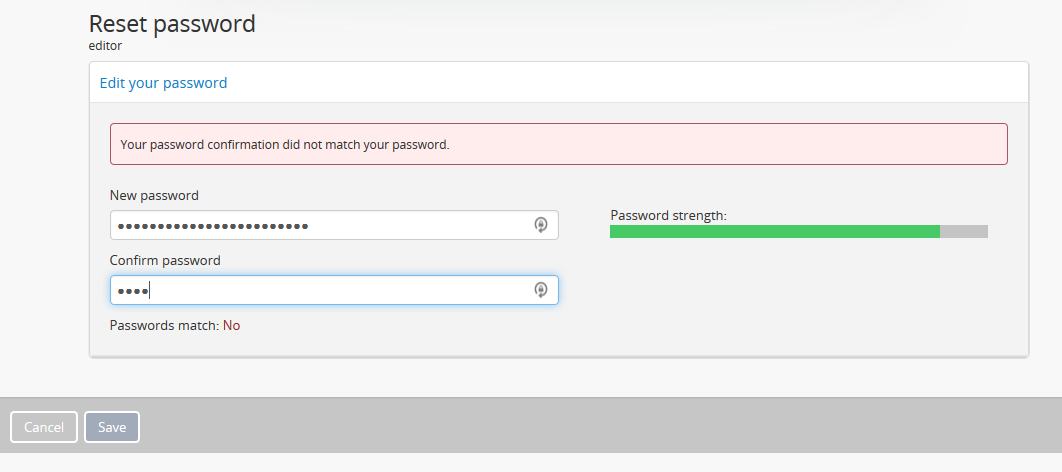 Reset password
editor
Edit your password
Your password confirmation did not match your password.
New password
••••••••••••••••••••••••
Password strength:
Confirm password
••••
Passwords match: No
Cancel
Save